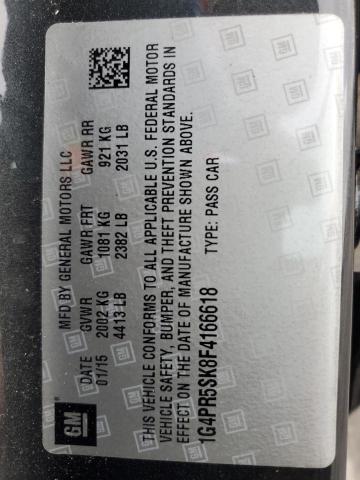 GM
MFD BY GENERAL MOTORS LLC
DATE GVWR GAWR FRT GAWR RR
01/15 2002 KG 1081 KG 921 KG
4413 LB 2382 LB 2031 LB
THIS VEHICLE CONFORMS TO ALL APPLICABLE U.S. FEDERAL MOTOR
VEHICLE SAFETY, BUMPER, AND THEFT PREVENTION STANDARDS IN
EFFECT ON THE DATE OF MANUFACTURE SHOWN ABOVE.
1G4PR5SK8F4166618 TYPE: PASS CAR